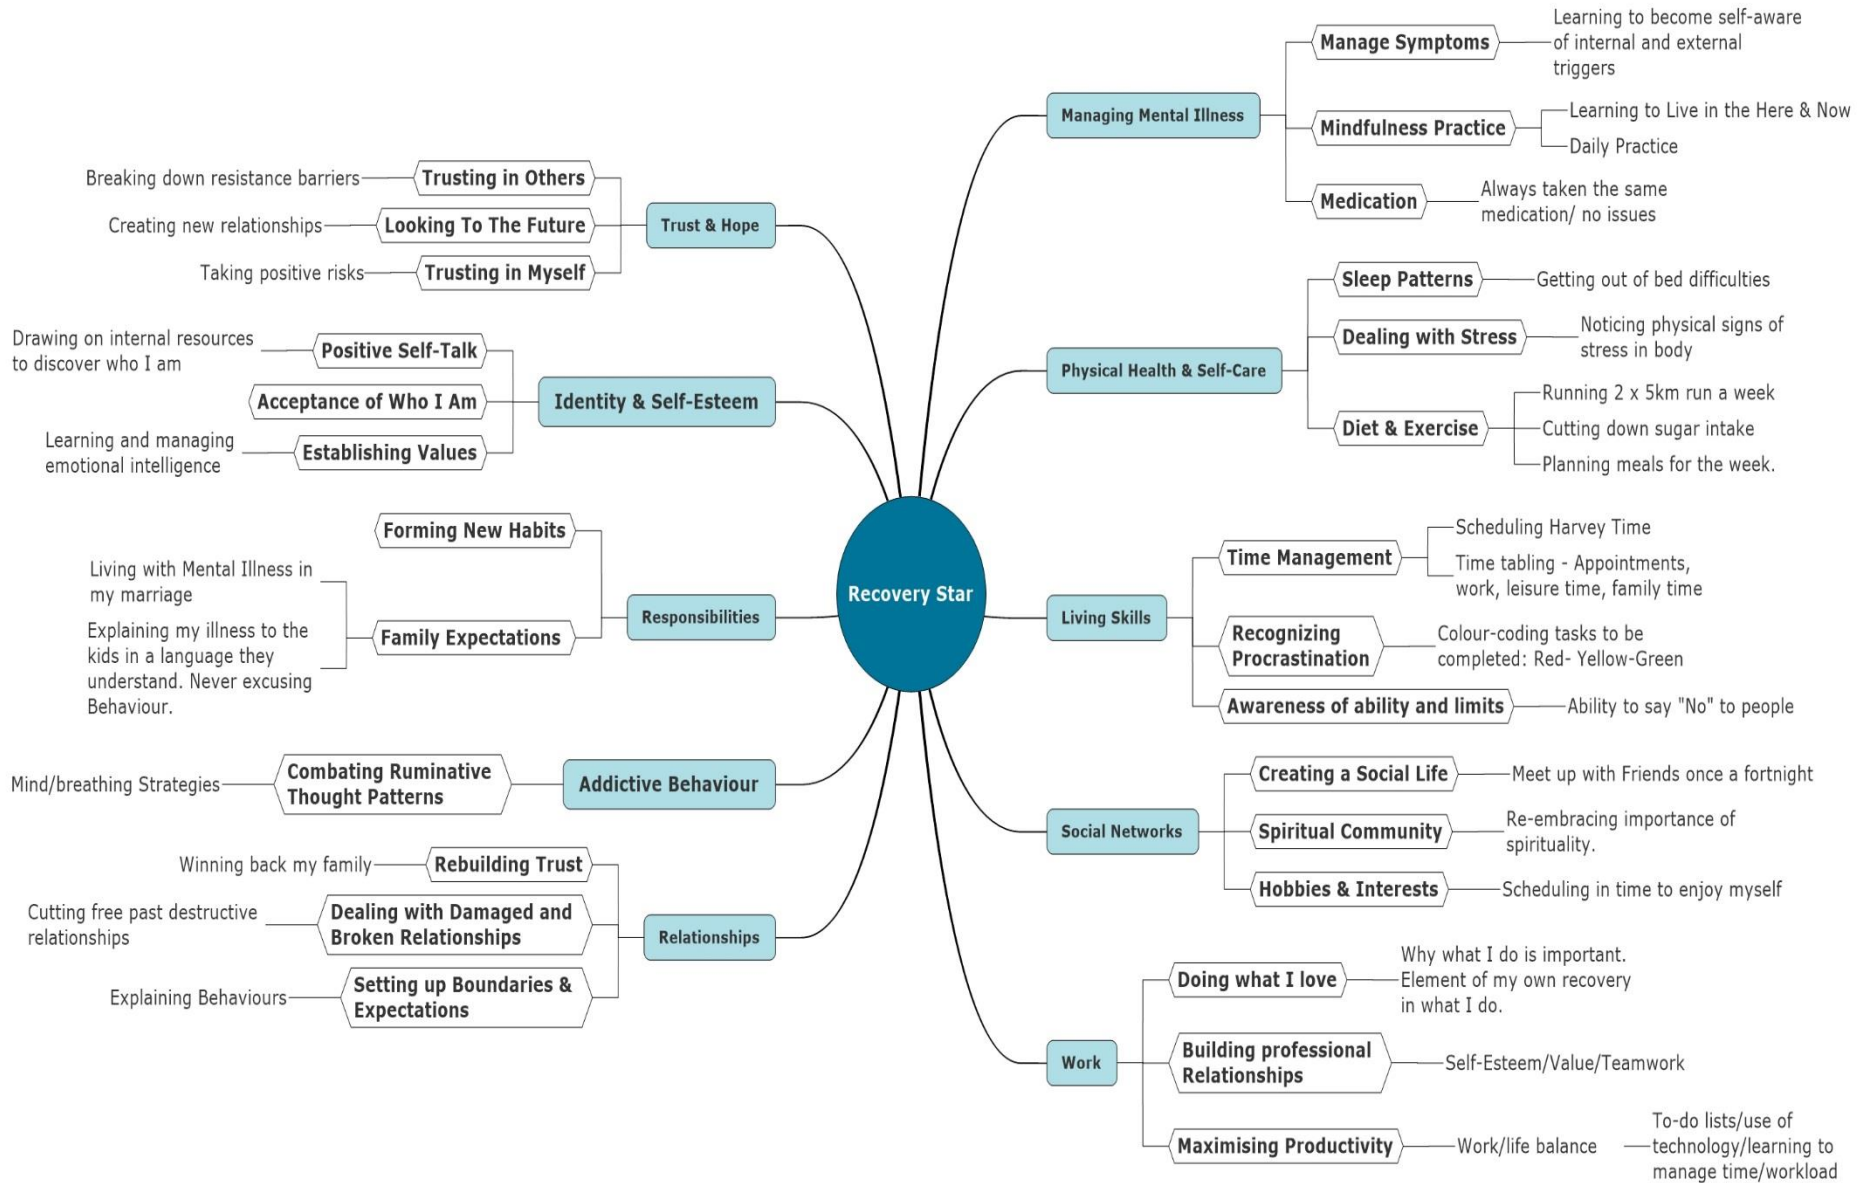 Recovery Star
Managing Mental Illness
Manage Symptoms
Learning to become self-aware
of internal and external
triggers
Mindfulness Practice
Learning to Live in the Here & Now
Daily Practice
Medication
Always taken the same
medication/ no issues
Physical Health & Self-Care
Sleep Patterns
Getting out of bed difficulties
Dealing with Stress
Noticing physical signs of
stress in body
Diet & Exercise
Running 2 x 5km run a week
Cutting down sugar intake
Planning meals for the week.
Living Skills
Time Management
Scheduling Harvey Time
Time tabling - Appointments,
work, leisure time, family time
Recognizing
Procrastination
Colour-coding tasks to be
completed: Red- Yellow-Green
Awareness of ability and limits
Ability to say "No" to people
Social Networks
Creating a Social Life
Meet up with Friends once a fortnight
Spiritual Community
Re-embracing importance of
spirituality.
Hobbies & Interests
Scheduling in time to enjoy myself
Work
Doing what I love
Why what I do is important.
Element of my own recovery
in what I do.
Building professional
Relationships
Self-Esteem/Value/Teamwork
Maximising Productivity
Work/life balance
To-do lists/use of
technology/learning to
manage time/workload
Trust & Hope
Trusting in Others
Breaking down resistance barriers
Looking To The Future
Creating new relationships
Trusting in Myself
Taking positive risks
Identity & Self-Esteem
Positive Self-Talk
Drawing on internal resources
to discover who I am
Acceptance of Who I Am
Establishing Values
Learning and managing
emotional intelligence
Responsibilities
Forming New Habits
Family Expectations
Living with Mental Illness in
my marriage
Explaining my illness to the
kids in a language they
understand. Never excusing
Behaviour.
Addictive Behaviour
Combating Ruminative
Thought Patterns
Mind/breathing Strategies
Relationships
Rebuilding Trust
Winning back my family
Dealing with Damaged and
Broken Relationships
Cutting free past destructive
relationships
Setting up Boundaries &
Expectations
Explaining Behaviours